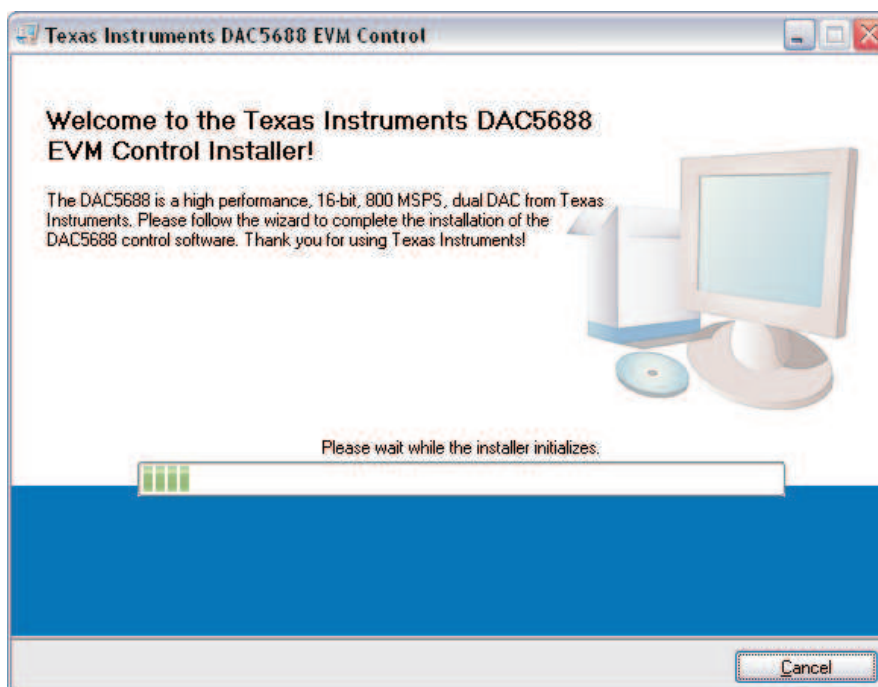 Texas Instruments DAC5688 EVM Control
Welcome to the Texas Instruments DAC5688
EVM Control Installer!
The DAC5688 is a high performance, 16-bit, 800 MSPS, dual DAC from Texas
Instruments. Please follow the wizard to complete the installation of the
DAC5688 control software. Thank you for using Texas Instruments!
Please wait while the installer initializes.
Cancel